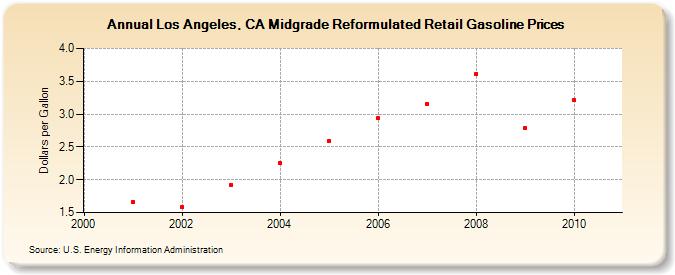 Annual Los Angeles, CA Midgrade Reformulated Retail Gasoline Prices
Dollars per Gallon
4.0
3.5
3.0
2.5
2.0
1.5
2000 2002 2004 2006 2008 2010
Source: U.S. Energy Information Administration